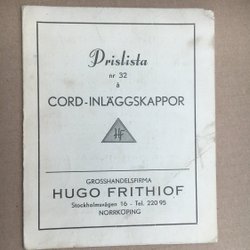 Prislista
nr 32
å
CORD-INLÄGGSKAPPOR
HF
GROSSHANDELSFIRMA
HUGO FRITHIOF
Stockholmsvägen 16 - Tel. 220 95
NORRKÖPING